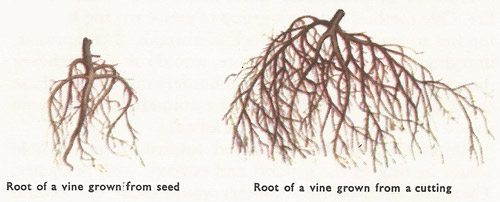 Root of a vine grown from seed
Root of a vine grown from a cutting